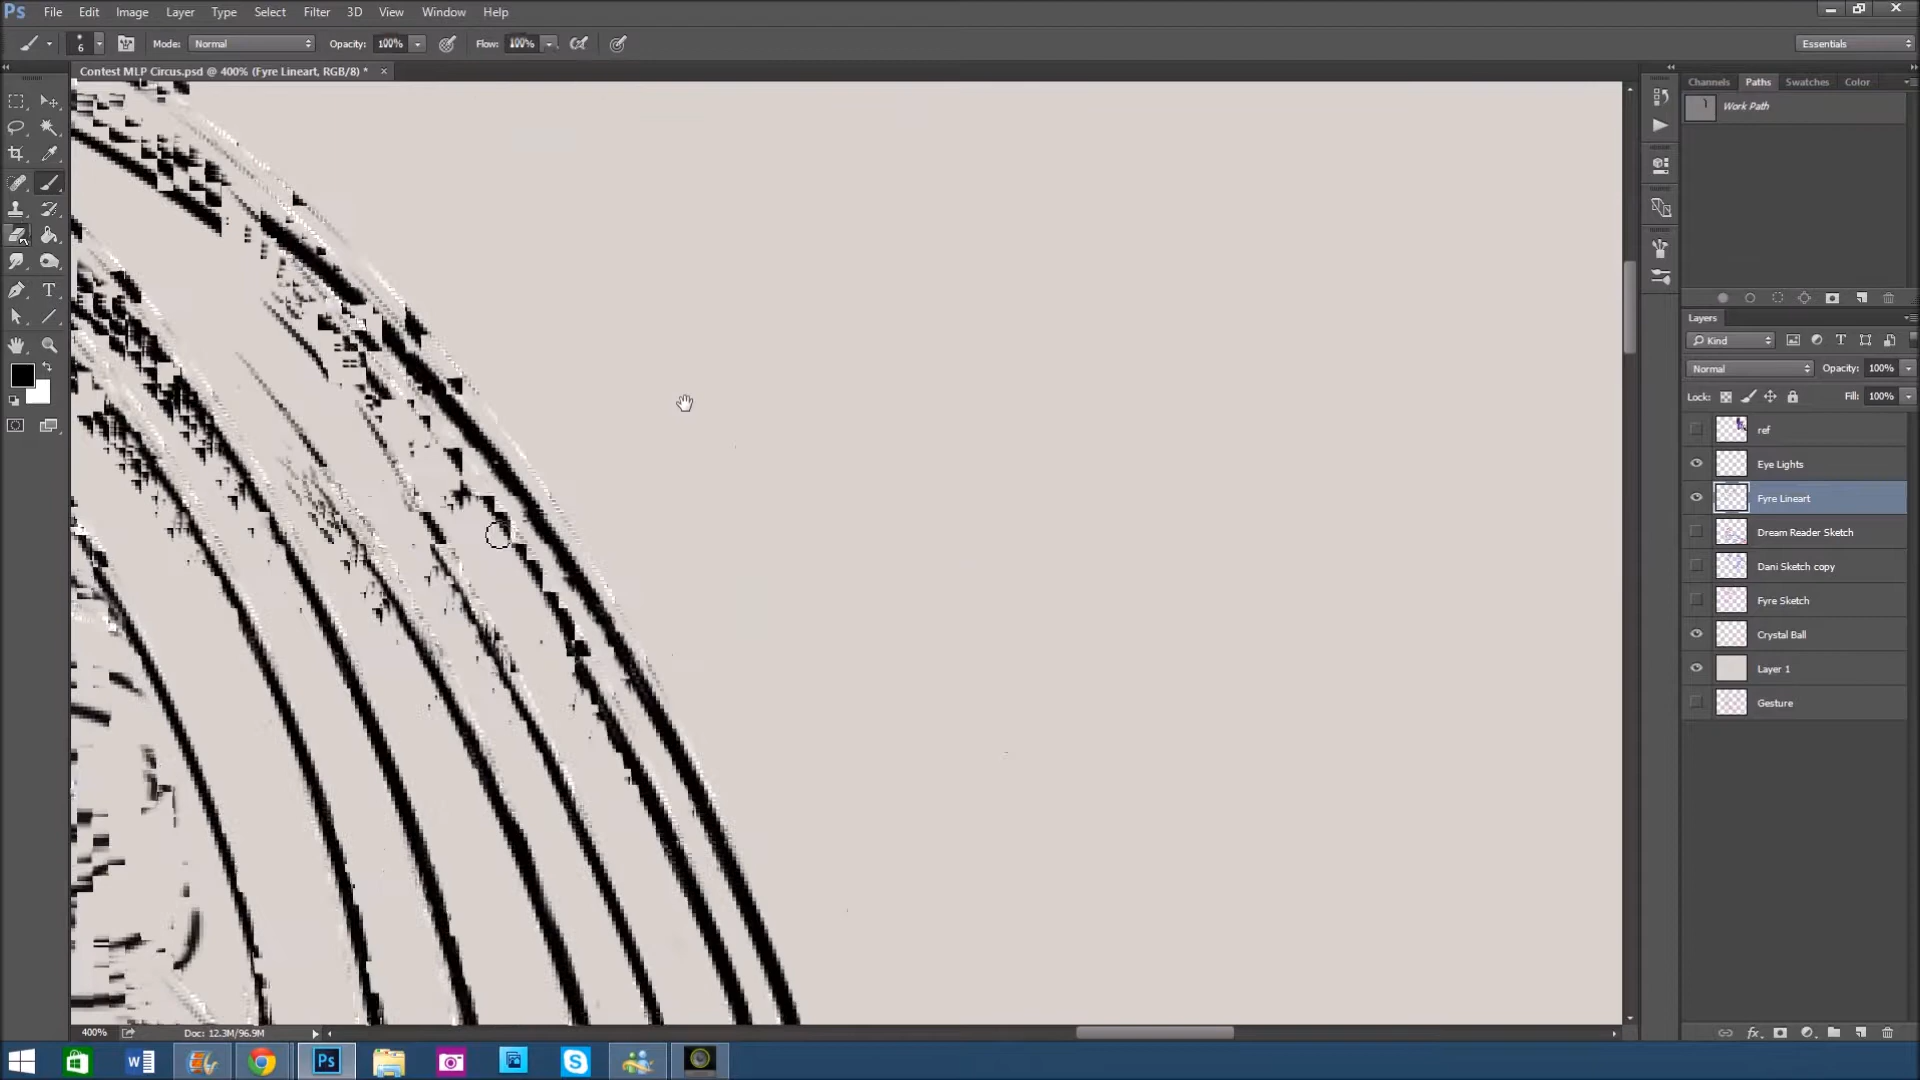 Ps File Edit Image Layer Type Select Filter 3D View Window Help
6 Mode: Normal Opacity: 100% Flow: 100% Essentials
Contest MLP Circus.psd @ 400% (Fyre Lineart, RGB/8) * ×
Channels Paths Swatches Color
Work Path
Layers
Kind
Normal Opacity: 100%
Lock: Fill: 100%
ref
Eye Lights
Fyre Lineart
Dream Reader Sketch
Dani Sketch copy
Fyre Sketch
Crystal Ball
Layer 1
Gesture
400% Doc: 12.3M/96.9M